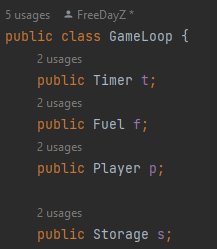 5 usages FreeDayZ *
public class GameLoop {
2 usages
public Timer t;
2 usages
public Fuel f;
2 usages
public Player p;
2 usages
public Storage s;